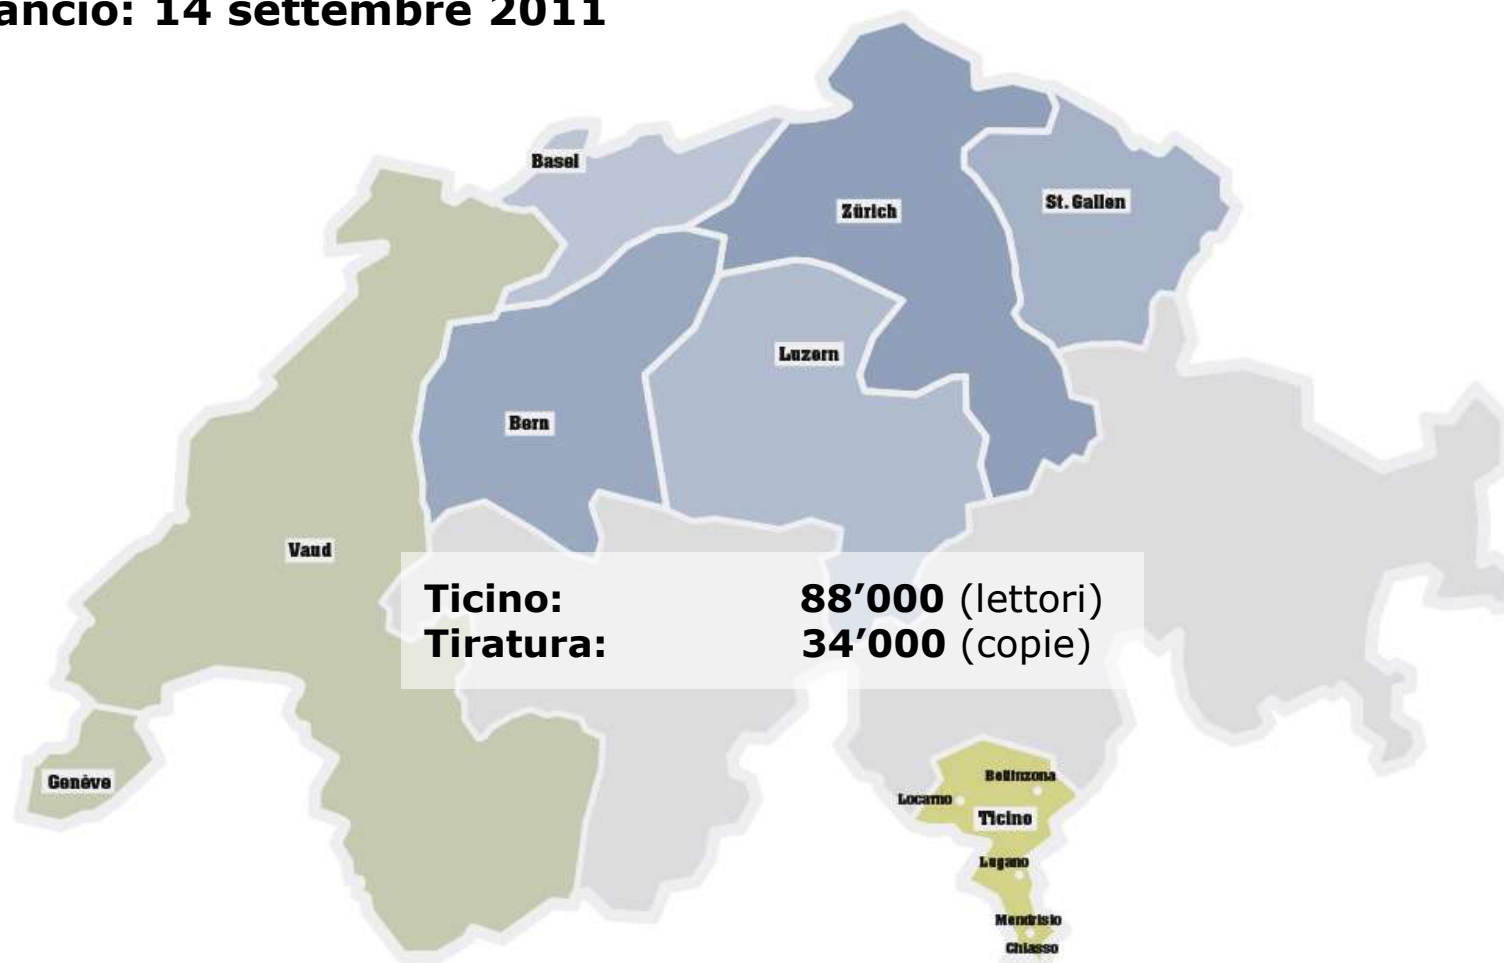 ancio: 14 settembre 2011
Basel
Zürich
St. Gallen
Luzern
Bern
Vaud
Ticino: 88’000 (lettori)
Tiratura: 34’000 (copie)
Genève
Bellinzona
Locarno
Ticino
Lugano
Mendrisio
Chiasso